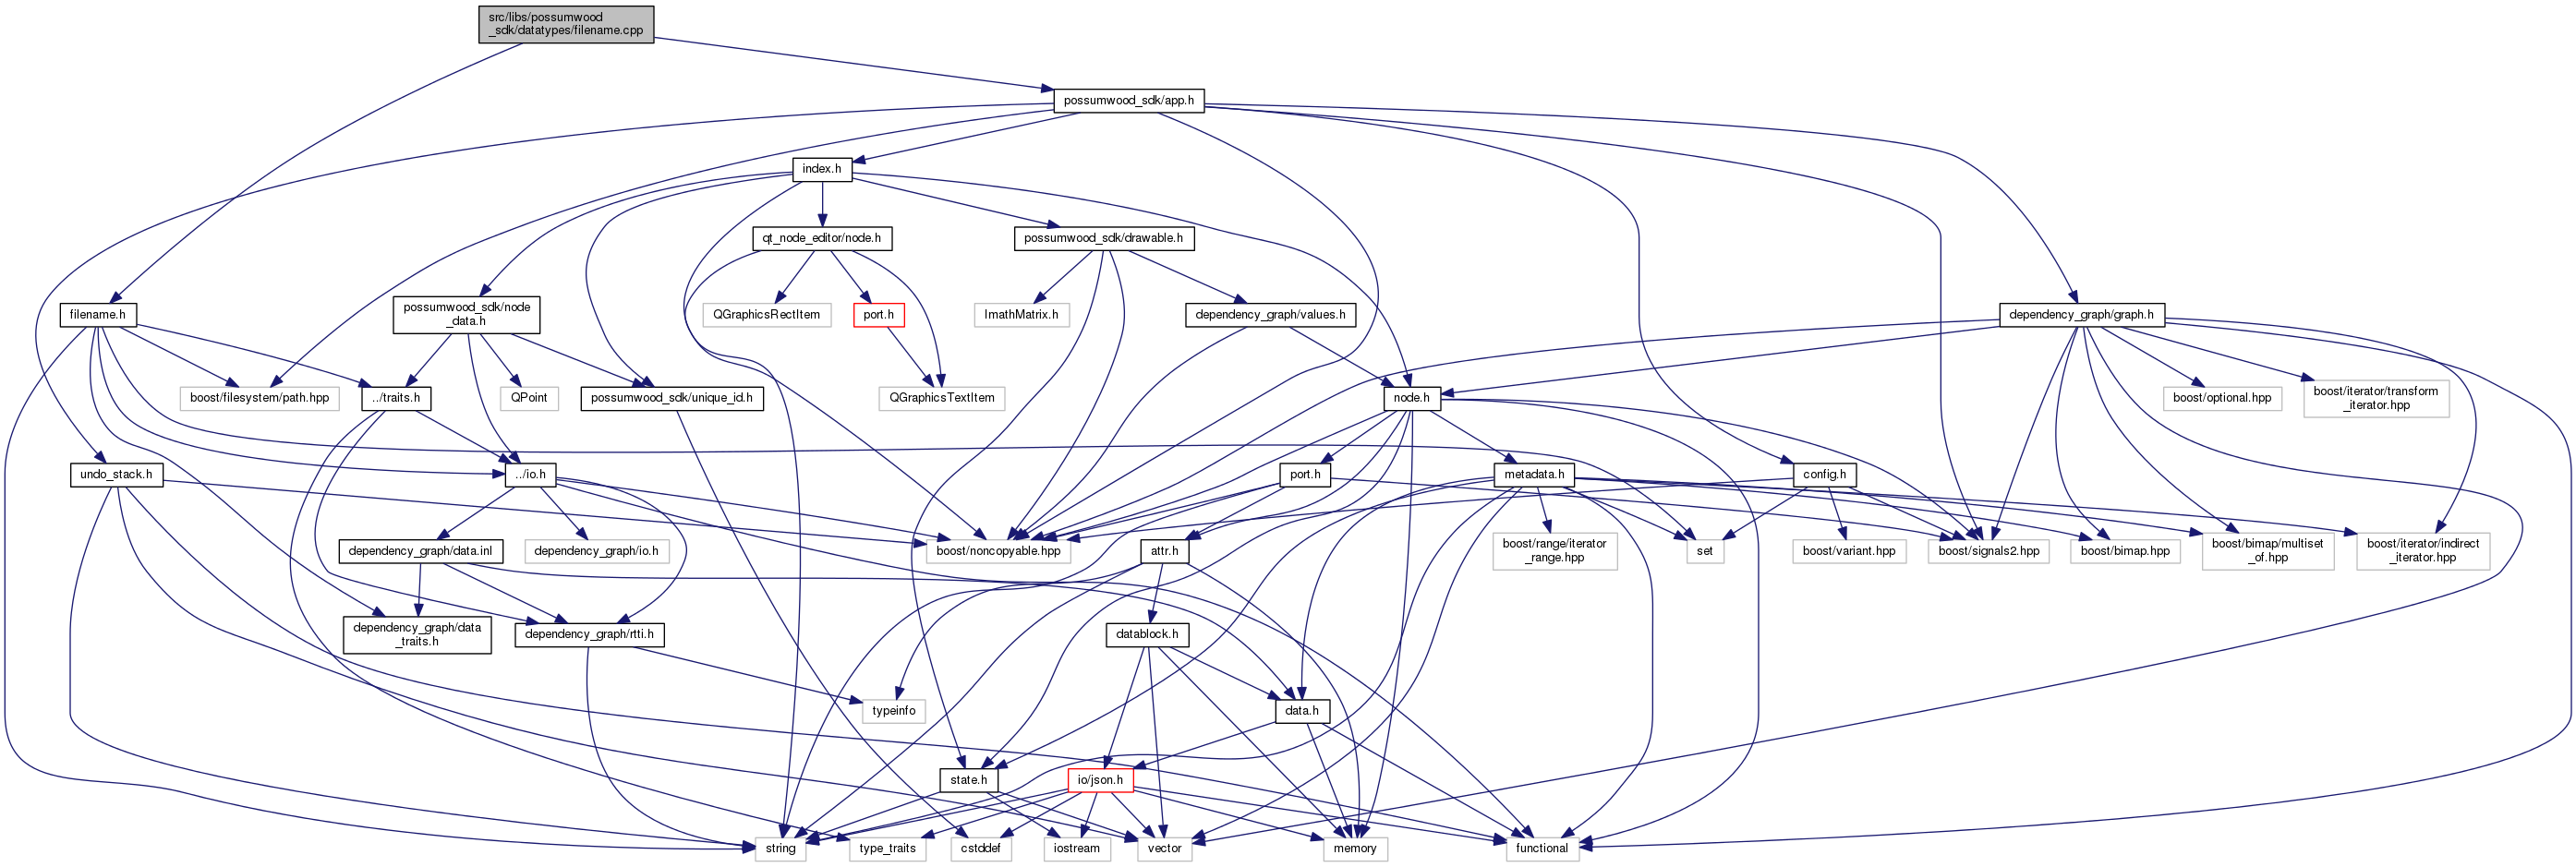 src/libs/possumwood
_sdk/datatypes/filename.cpp
possumwood_sdk/app.h
index.h
qt_node_editor/node.h
possumwood_sdk/drawable.h
filename.h
possumwood_sdk/node
_data.h
QGraphicsRectItem
port.h
ImathMatrix.h
dependency_graph/values.h
dependency_graph/graph.h
boost/filesystem/path.hpp
../traits.h
QPoint
possumwood_sdk/unique_id.h
QGraphicsTextItem
node.h
boost/optional.hpp
boost/iterator/transform
_iterator.hpp
undo_stack.h
../io.h
port.h
metadata.h
config.h
dependency_graph/data.inl
dependency_graph/io.h
boost/noncopyable.hpp
attr.h
boost/range/iterator
_range.hpp
set
boost/variant.hpp
boost/signals2.hpp
boost/bimap.hpp
boost/bimap/multiset
_of.hpp
boost/iterator/indirect
_iterator.hpp
dependency_graph/data
_traits.h
dependency_graph/rtti.h
datablock.h
typeinfo
data.h
state.h
io/json.h
string
type_traits
cstddef
iostream
vector
memory
functional